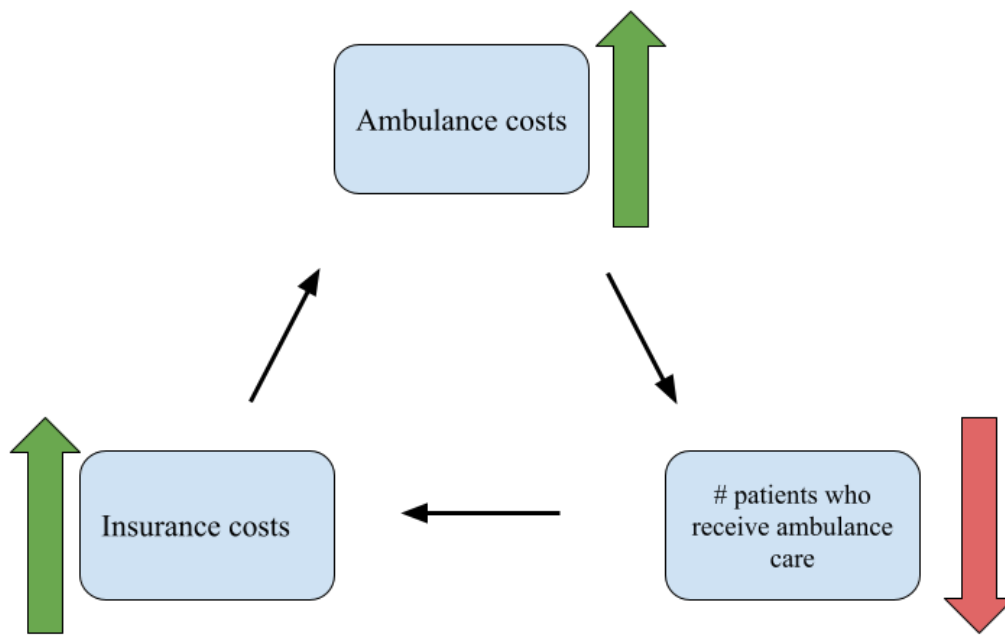 Ambulance costs
Insurance costs
# patients who
receive ambulance
care